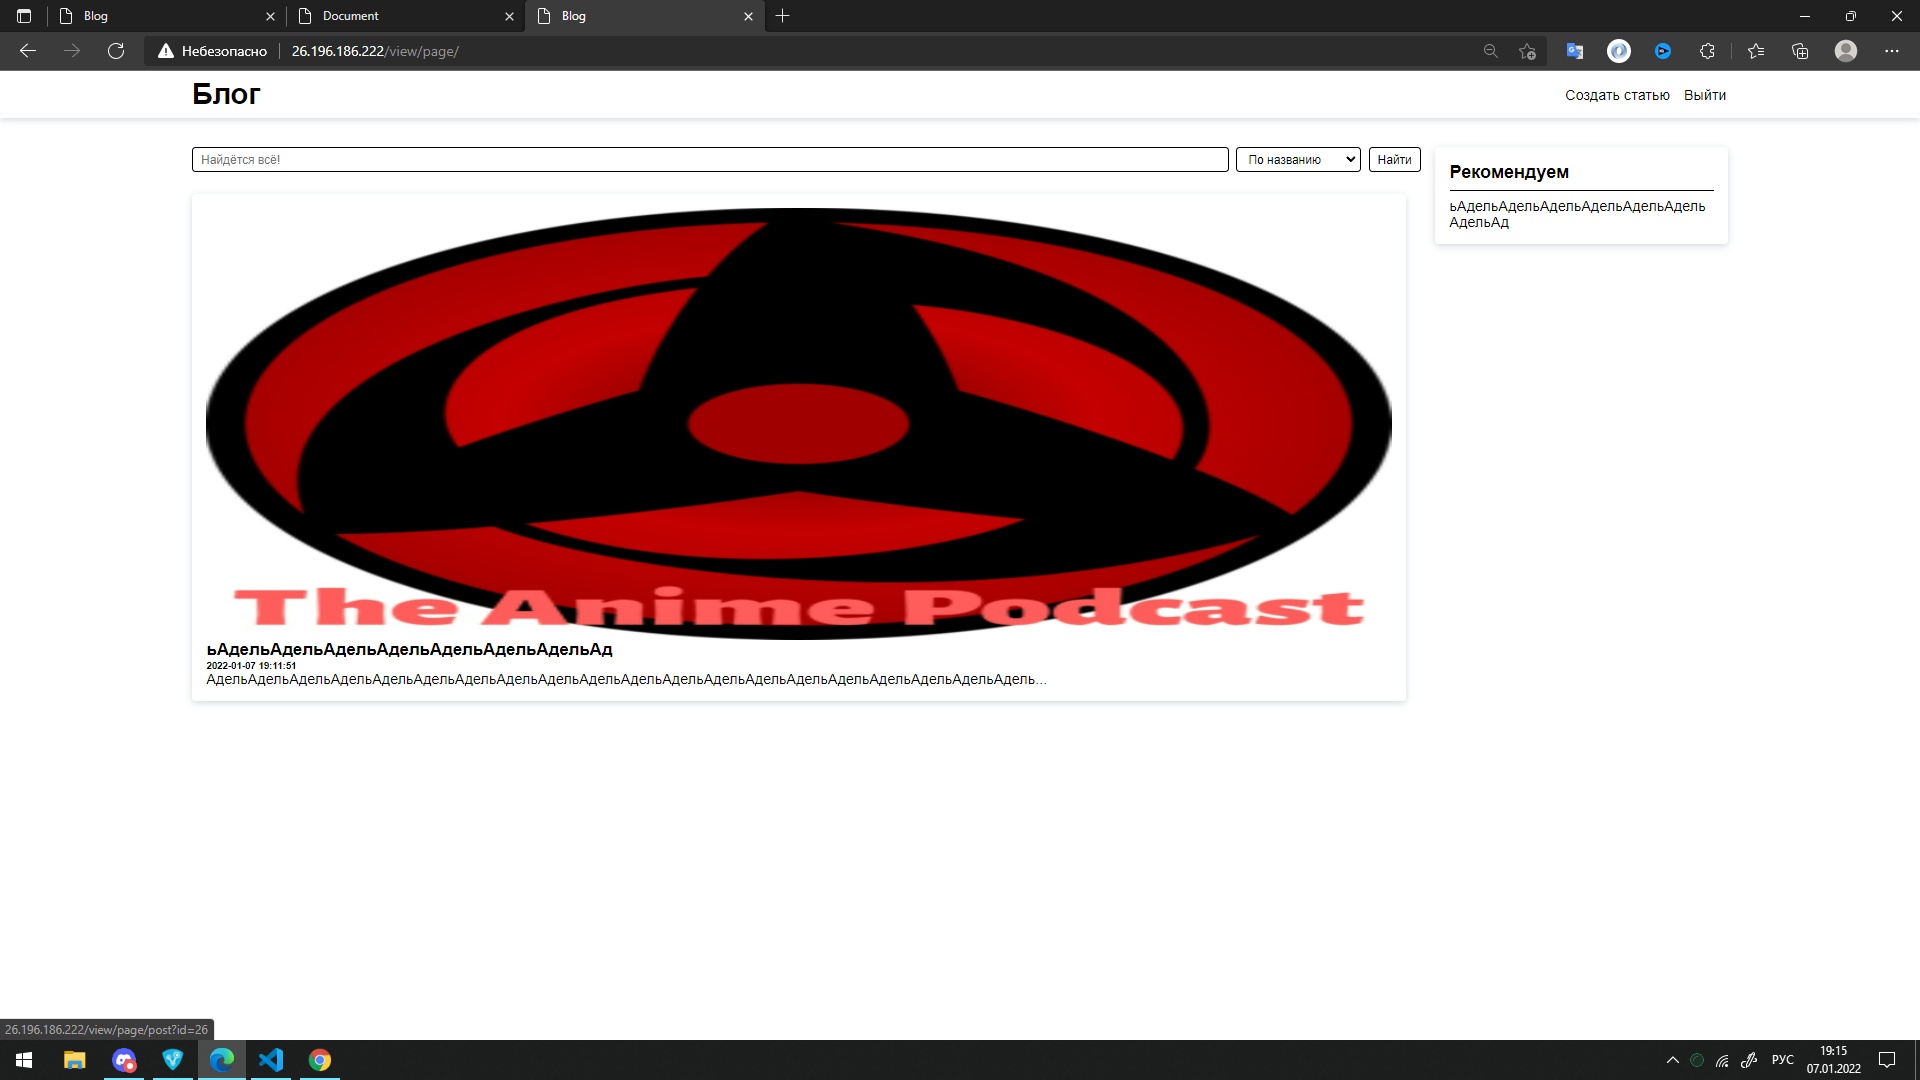 Blog
Document
Blog
Небезопасно
26.196.186.222/view/page/
Блог
Создать статью
Выйти
Найдётся всё!
По названию
Найти
Рекомендуем
ьАдельАдельАдельАдельАдельАдель
АдельАд
The Anime Podcast
ьАдельАдельАдельАдельАдельАдельАдельАд
2022-01-07 19:11:51
АдельАдельАдельАдельАдельАдельАдельАдельАдельАдельАдельАдельАдельАдельАдельАдельАдельАдельАдельАдель...
26.196.186.222/view/page/post?id=26
РУС
19:15
07.01.2022